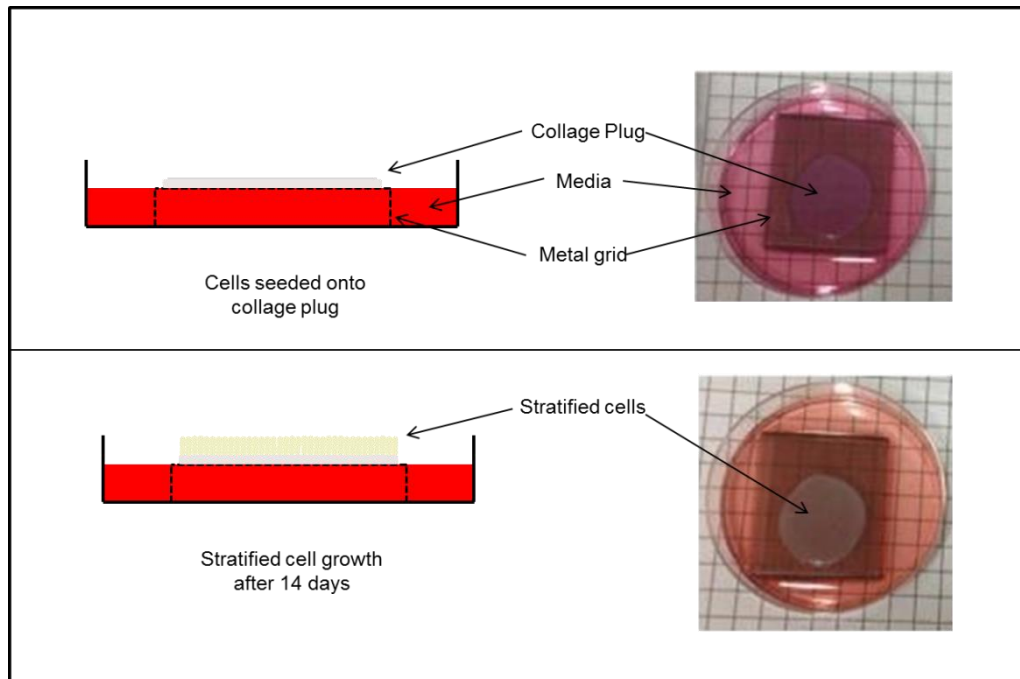 Collage Plug
Media
Metal grid
Cells seeded onto
collage plug
Stratified cells
Stratified cell growth
after 14 days